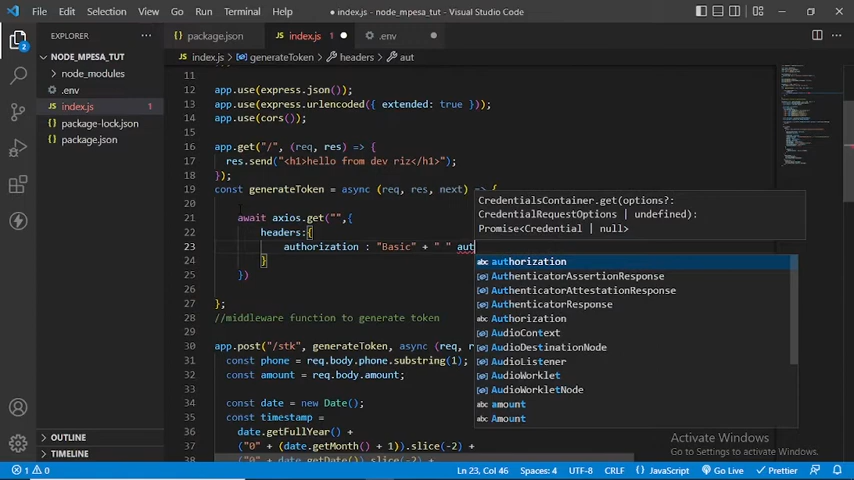 File Edit Selection View Go Run Terminal Help
index.js • node_mpesa_tut - Visual Studio Code
EXPLORER ···
package.json
index.js 1 ●
.env ●
NODE_MPESA_TUT
index.js > generateToken > headers > aut
node_modules
.env
index.js 1
package-lock.json
package.json
11
12 app.use(express.json());
13 app.use(express.urlencoded({ extended: true }));
14 app.use(cors());
15
16 app.get("/", (req, res) => {
17 res.send("<h1>hello from dev riz</h1>");
18 });
19 const generateToken = async (req, res, next) => {
20
21 await axios.get("",{
22 headers:{
23 authorization : "Basic" + " " aut
24 }
25 })
26
27 };
28 //middleware function to generate token
30 app.post("/stk", generateToken, async (req, r
31 const phone = req.body.phone.substring(1);
32 const amount = req.body.amount;
33
34 const date = new Date();
35 const timestamp =
36 date.getFullYear() +
37 ("0" + (date.getMonth() + 1)).slice(-2) +
38 ("0" + date.getDate()).slice(-2) +
CredentialsContainer.get(options?:
CredentialRequestOptions | undefined):
Promise<Credential | null>
abc authorization
AuthenticatorAssertionResponse
AuthenticatorAttestationResponse
AuthenticatorResponse
abc Authorization
AudioContext
AudioDestinationNode
AudioListener
AudioWorklet
AudioWorkletNode
abc amount
abc Amount
OUTLINE
TIMELINE
Activate Windows
Go to Settings to activate Windows.
2
1 0 Ln 23, Col 46 Spaces: 4 UTF-8 CRLF JavaScript Go Live Prettier